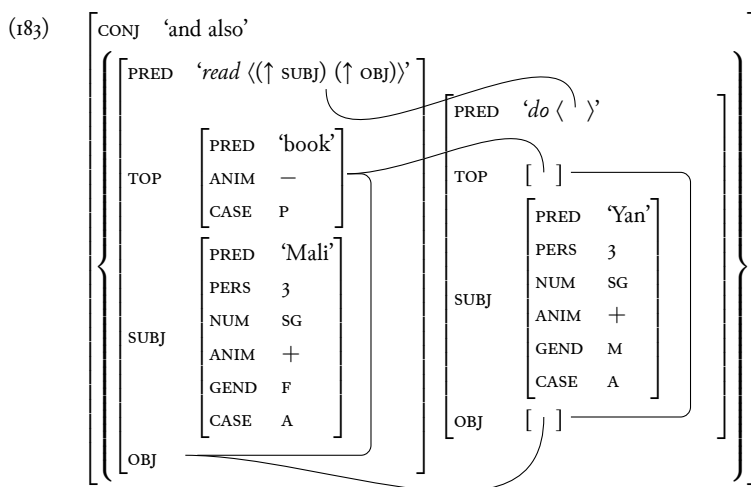 (183)
CONJ ‘and also’
PRED ‘read ⟨(↑ SUBJ) (↑ OBJ)⟩’
TOP
PRED ‘book’
ANIM −
CASE P
SUBJ
PRED ‘Mali’
PERS 3
NUM SG
ANIM +
GEND F
CASE A
OBJ
PRED ‘do ⟨ ⟩’
TOP [ ]
SUBJ
PRED ‘Yan’
PERS 3
NUM SG
ANIM +
GEND M
CASE A
OBJ [ ]